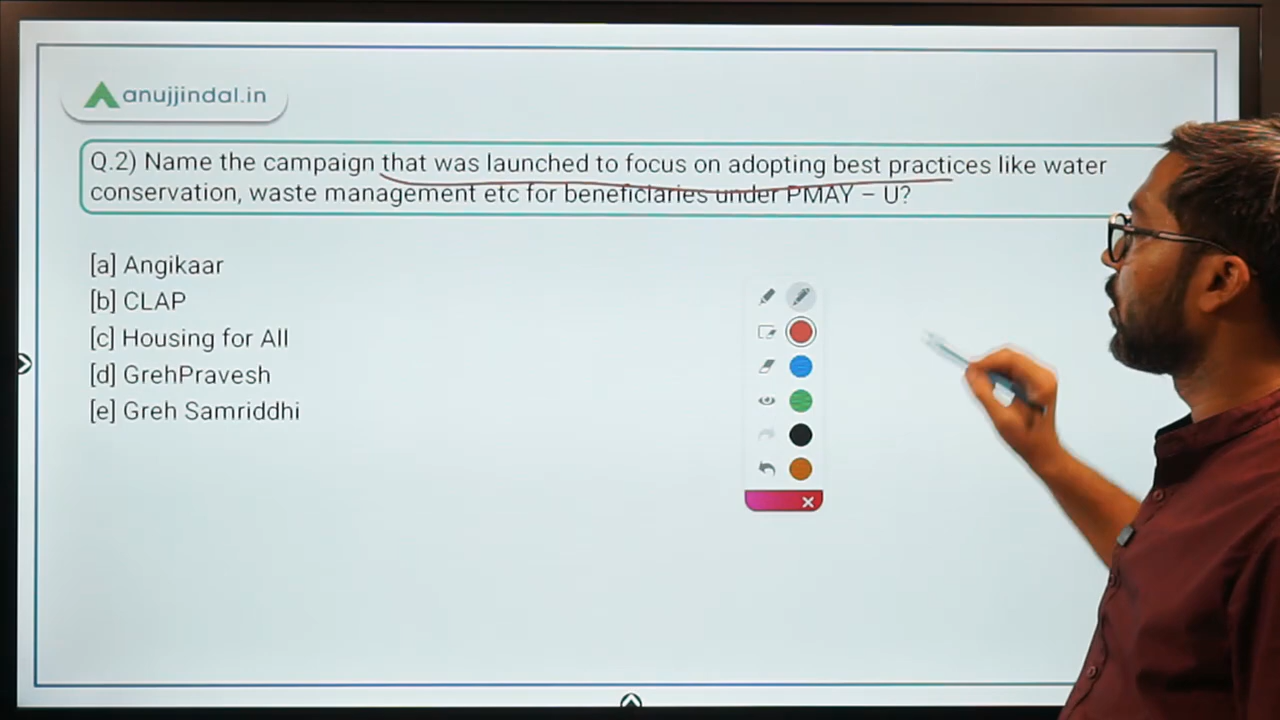 anujjindal.in
Q.2) Name the campaign that was launched to focus on adopting best practices like water
conservation, waste management etc for beneficiaries under PMAY – U?
[a] Angikaar
[b] CLAP
[c] Housing for All
[d] GrehPravesh
[e] Greh Samriddhi